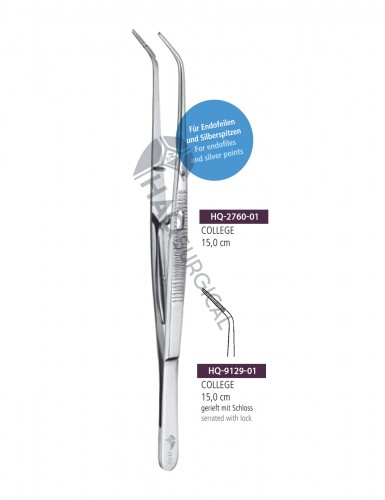 Für Endofeilen
und Silberspitzen
For endofiles
and silver points
HQ-2760-01
COLLEGE
15,0 cm
HQ-9129-01
COLLEGE
15,0 cm
gerieft mit Schloss
serrated with lock